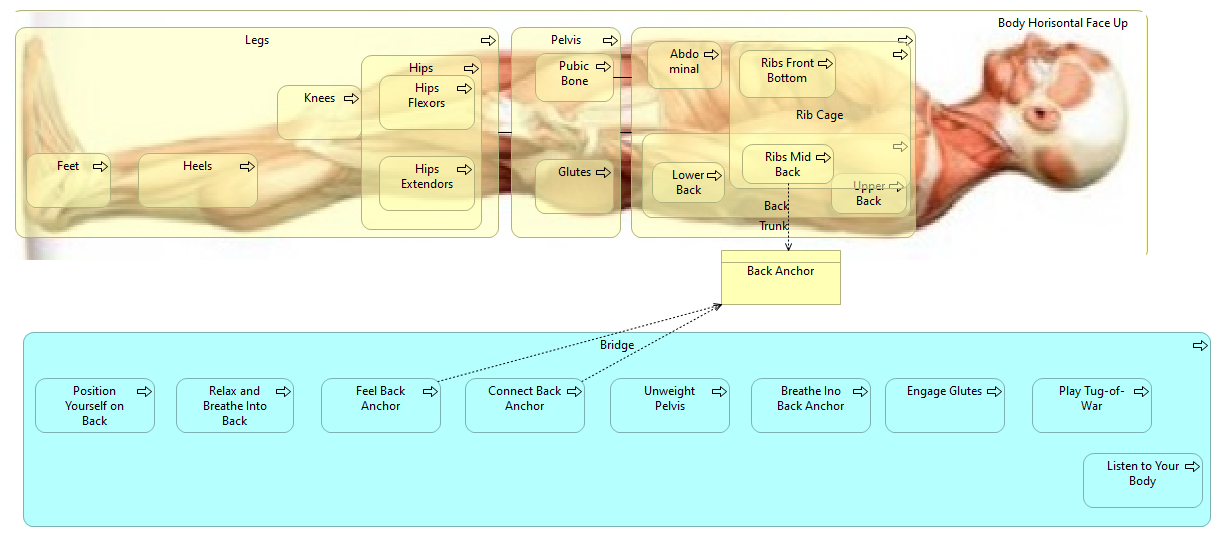 Body Horisontal Face Up
Legs
Pelvis
Hips
Hips
Flexors
Knees
Feet
Heels
Hips
Extendors
Pubic
Bone
Glutes
Abdo
minal
Ribs Front
Bottom
Rib Cage
Ribs Mid
Back
Lower
Back
Upper
Back
Back
Trunk
Back Anchor
Bridge
Position
Yourself on
Back
Relax and
Breathe Into
Back
Feel Back
Anchor
Connect Back
Anchor
Unweight
Pelvis
Breathe Ino
Back Anchor
Engage Glutes
Play Tug-of-
War
Listen to Your
Body